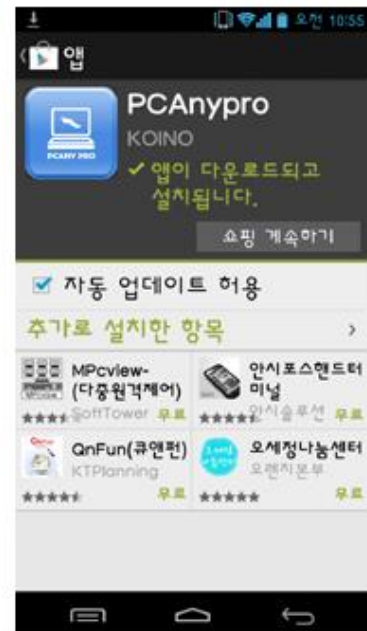 오전 10:55
앱
PCAnypro
KOINO
PCANY PRO
✓ 앱이 다운로드되고
설치됩니다.
쇼핑 계속하기
자동 업데이트 허용
추가로 설치한 항목
MPcview-
(다중원격제어)
SoftTower 무료
안시포스핸드터
미널
안시솔루션 무료
QnFun(큐앤펀)
KTPlanning
무료
오세정나눔센터
오렌지본부
무료